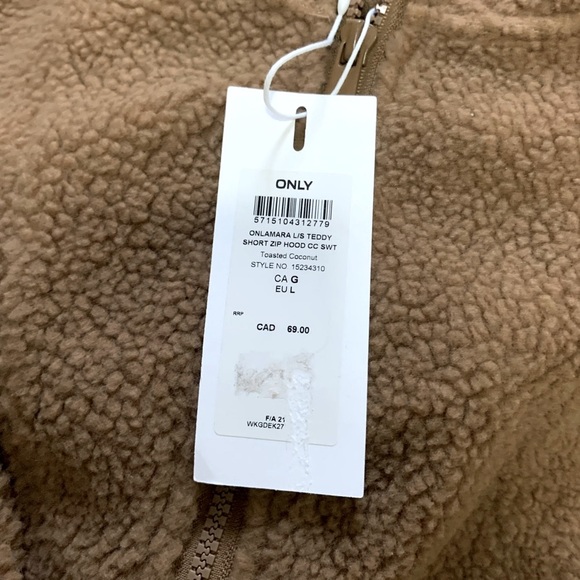 ONLY
5715104312779
ONLAMARA L/S TEDDY
SHORT ZIP HOOD CC SWT
Toasted Coconut
STYLE NO. 15234310
CA G
EU L
RRP
CAD 69.00
F/A 21
WKGDEK27